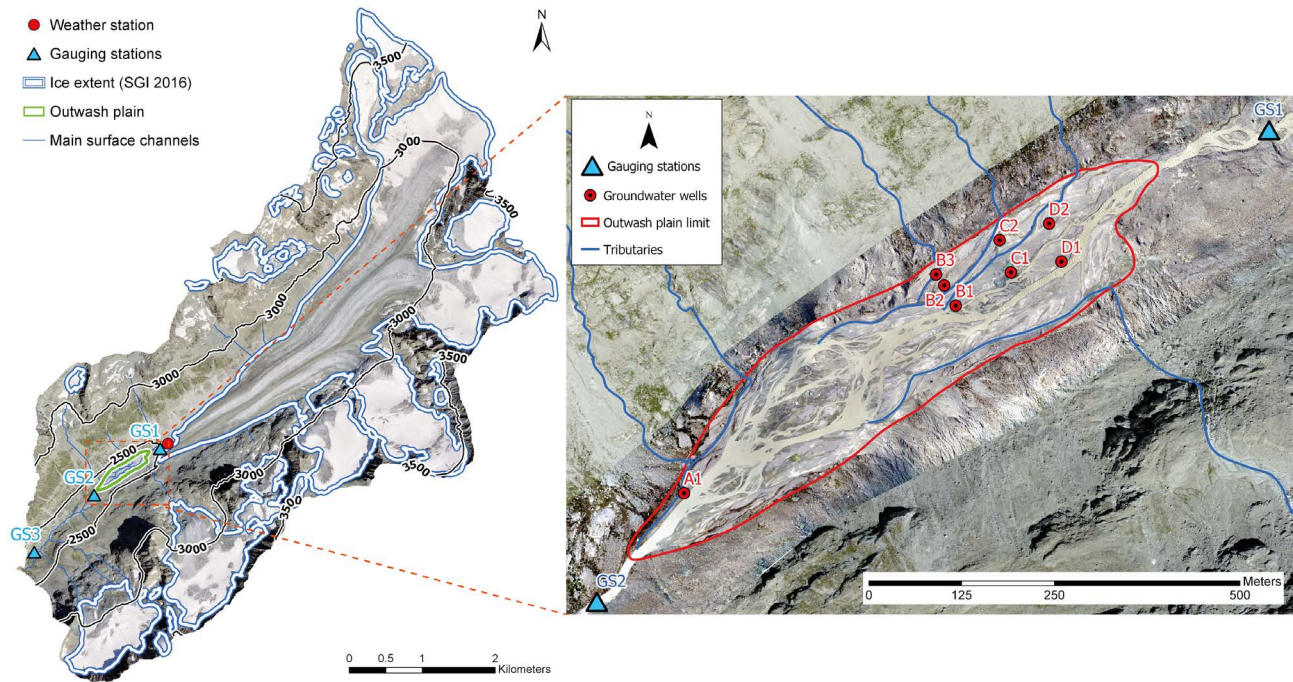 Weather station
Gauging stations
Ice extent (SGI 2016)
Outwash plain
Main surface channels
N
3500
3000
3500
3000
3000
3500
3000
GS1
2500
GS2
2500
GS3
3000
3000
3500
3500
0 0.5 1 2
Kilometers
N
Gauging stations
Groundwater wells
Outwash plain limit
Tributaries
GS1
D2
C2
D1
C1
B3
B2
B1
A1
GS2
Meters
0 125 250 500